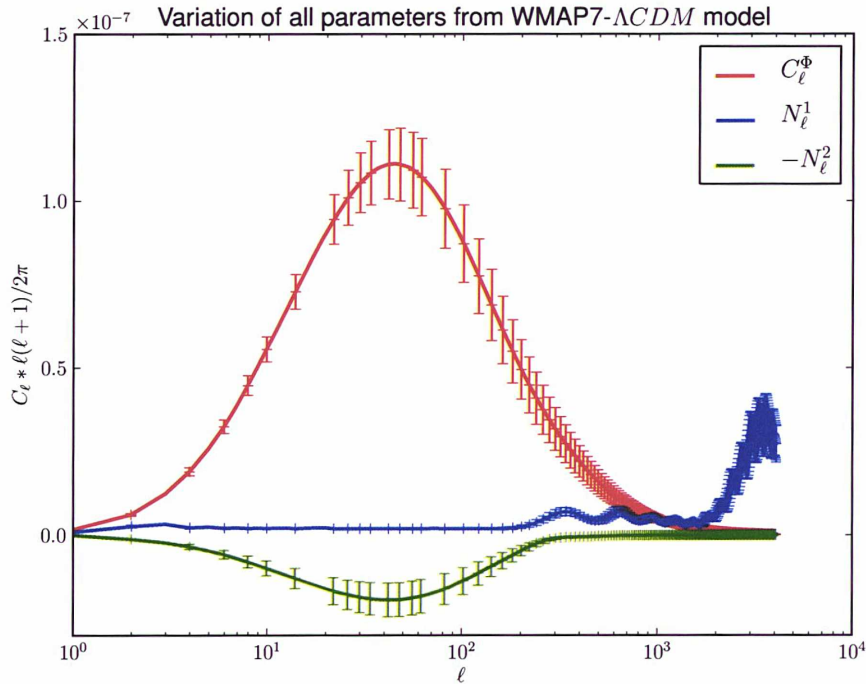 Variation of all parameters from WMAP7-ΛCDM model
×10⁻⁷
1.5
1.0
0.5
0.0
C_ℓ * ℓ(ℓ + 1)/2π
C_ℓ^Φ
N_ℓ^1
−N_ℓ^2
10⁰
10¹
10²
10³
10⁴
ℓ